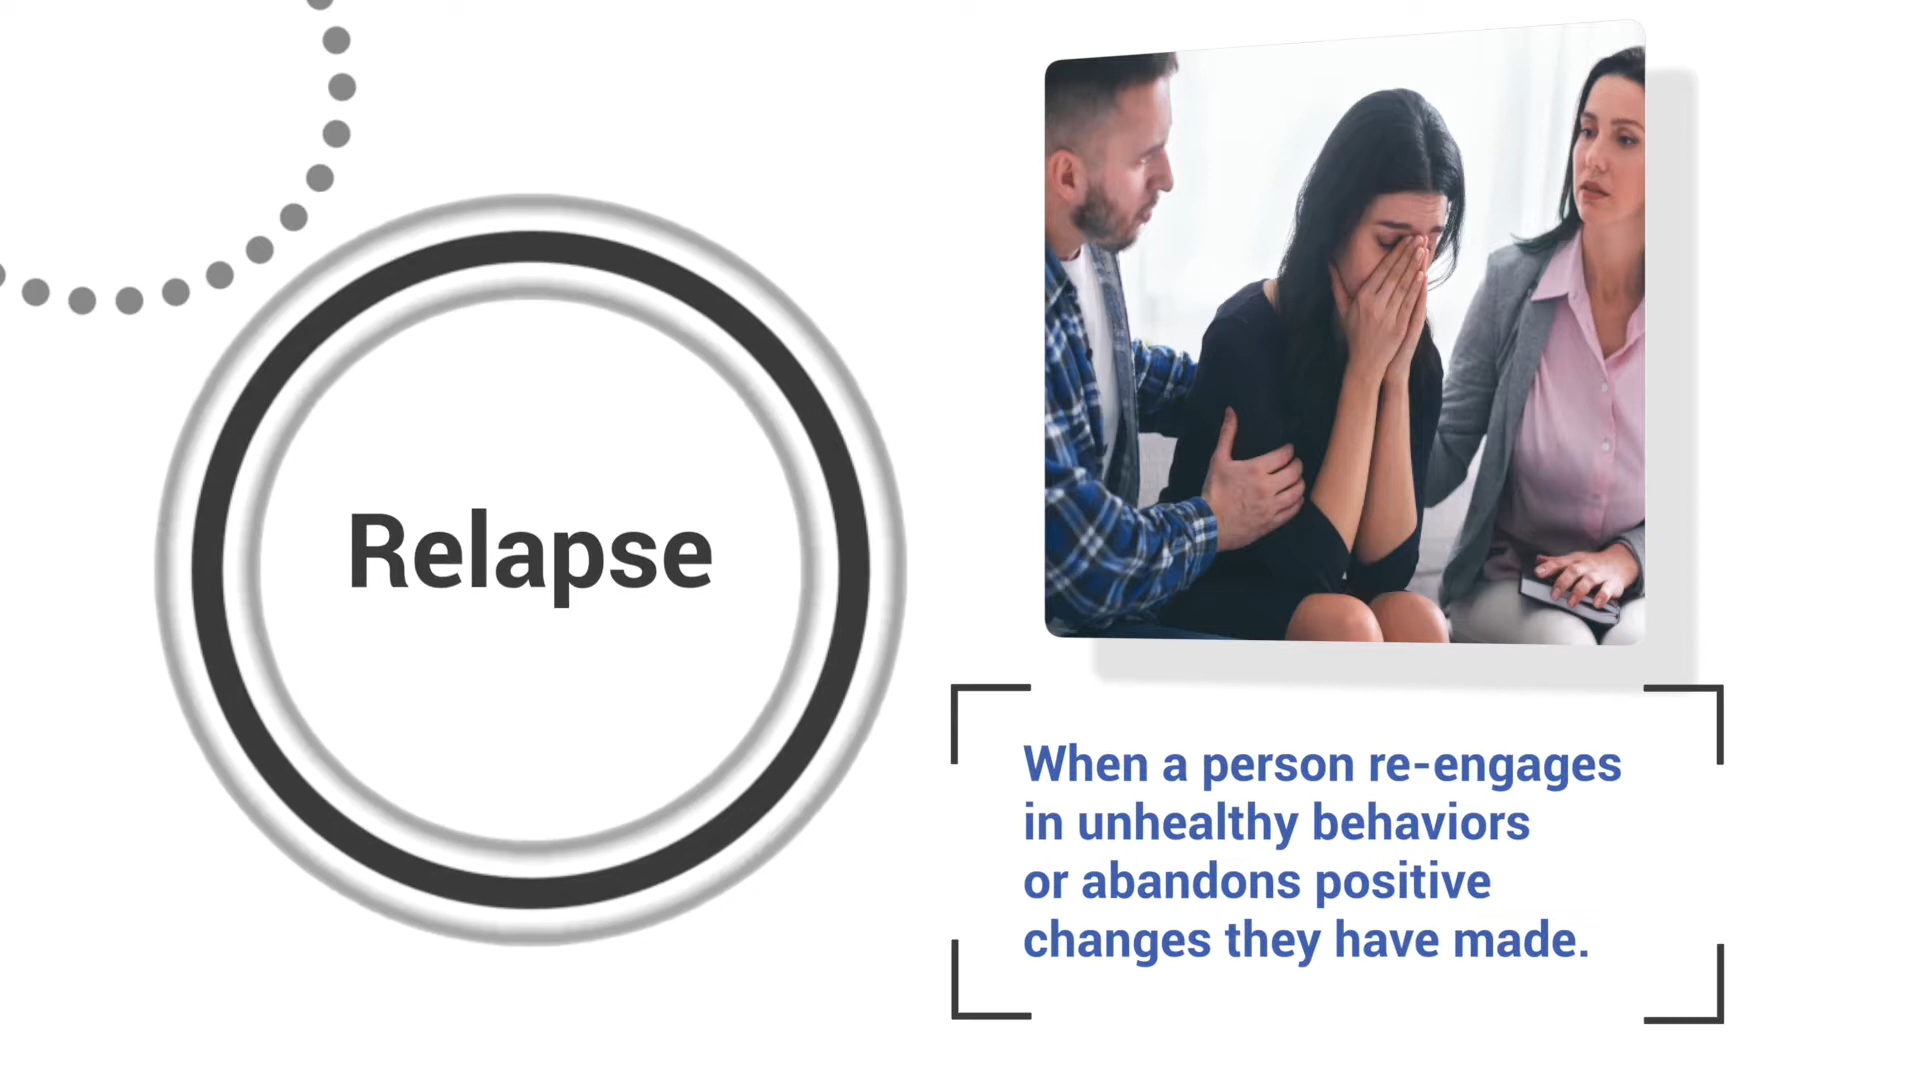 Relapse
When a person re-engages
in unhealthy behaviors
or abandons positive
changes they have made.